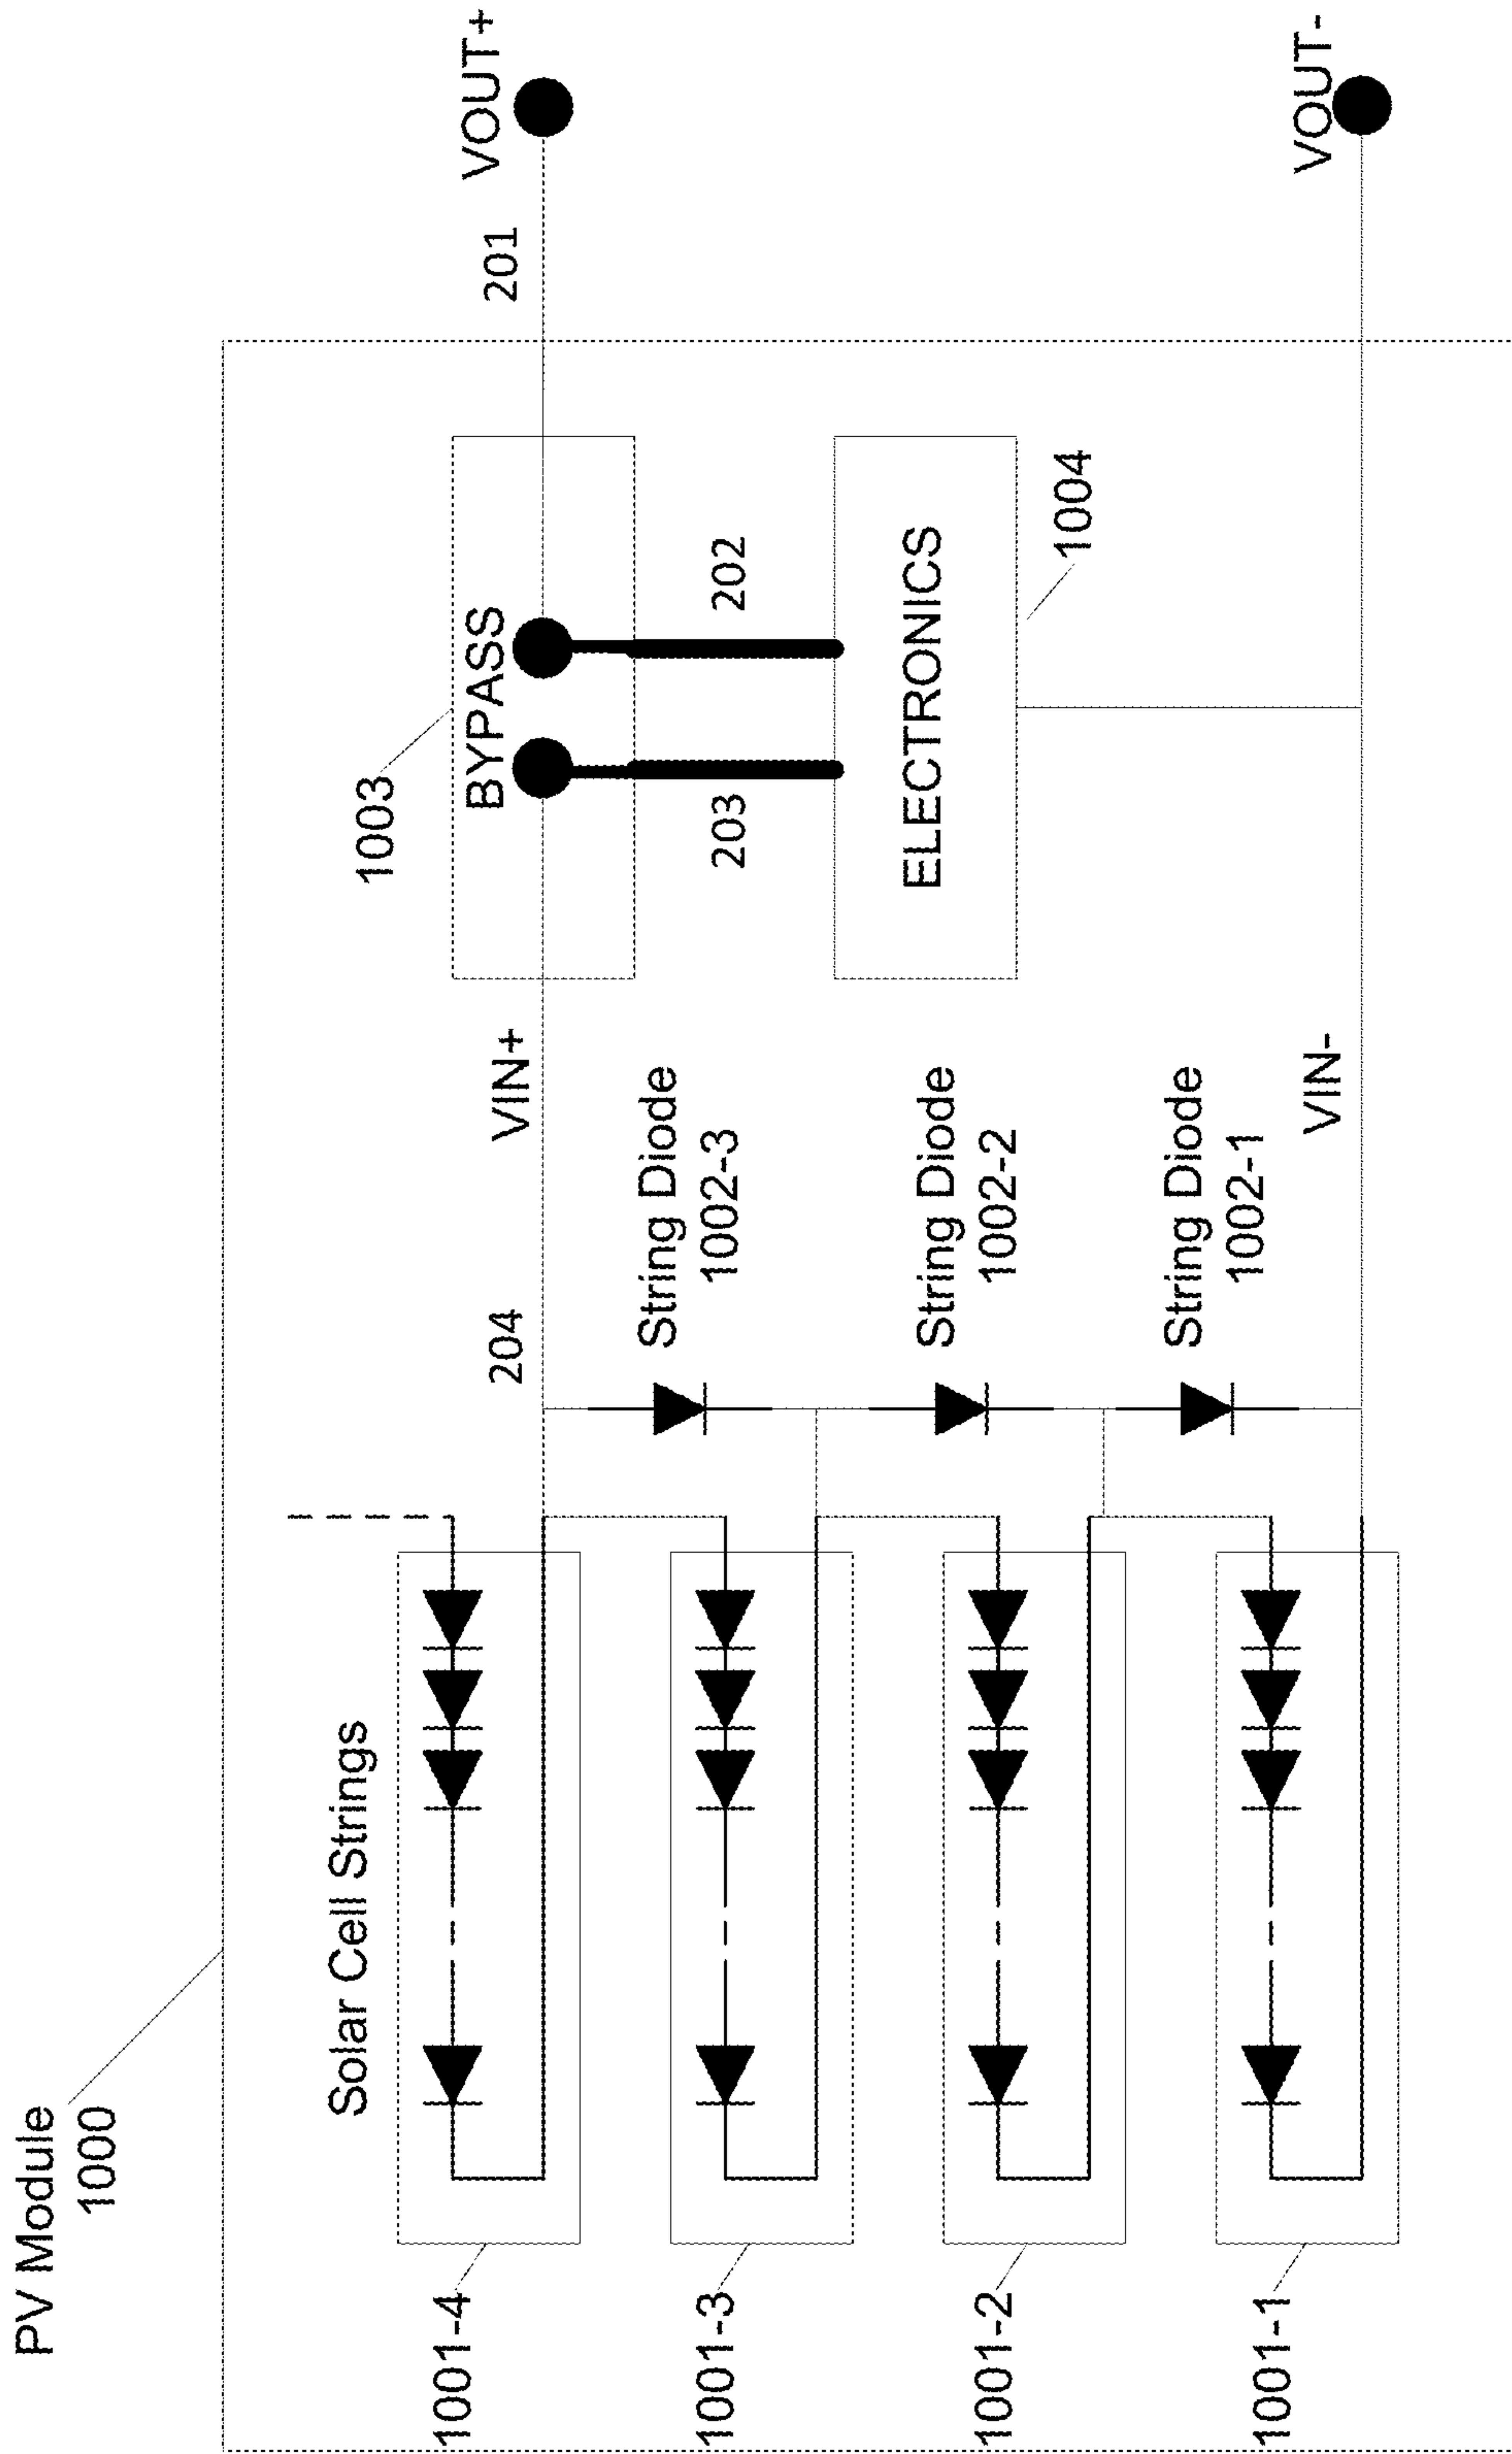 PV Module
1000
Solar Cell Strings
1001-4
1001-3
1001-2
1001-1
204
String Diode
1002-3
String Diode
1002-2
String Diode
1002-1
VIN+
VIN-
1003
BYPASS
203
202
ELECTRONICS
1004
201
VOUT+
VOUT-